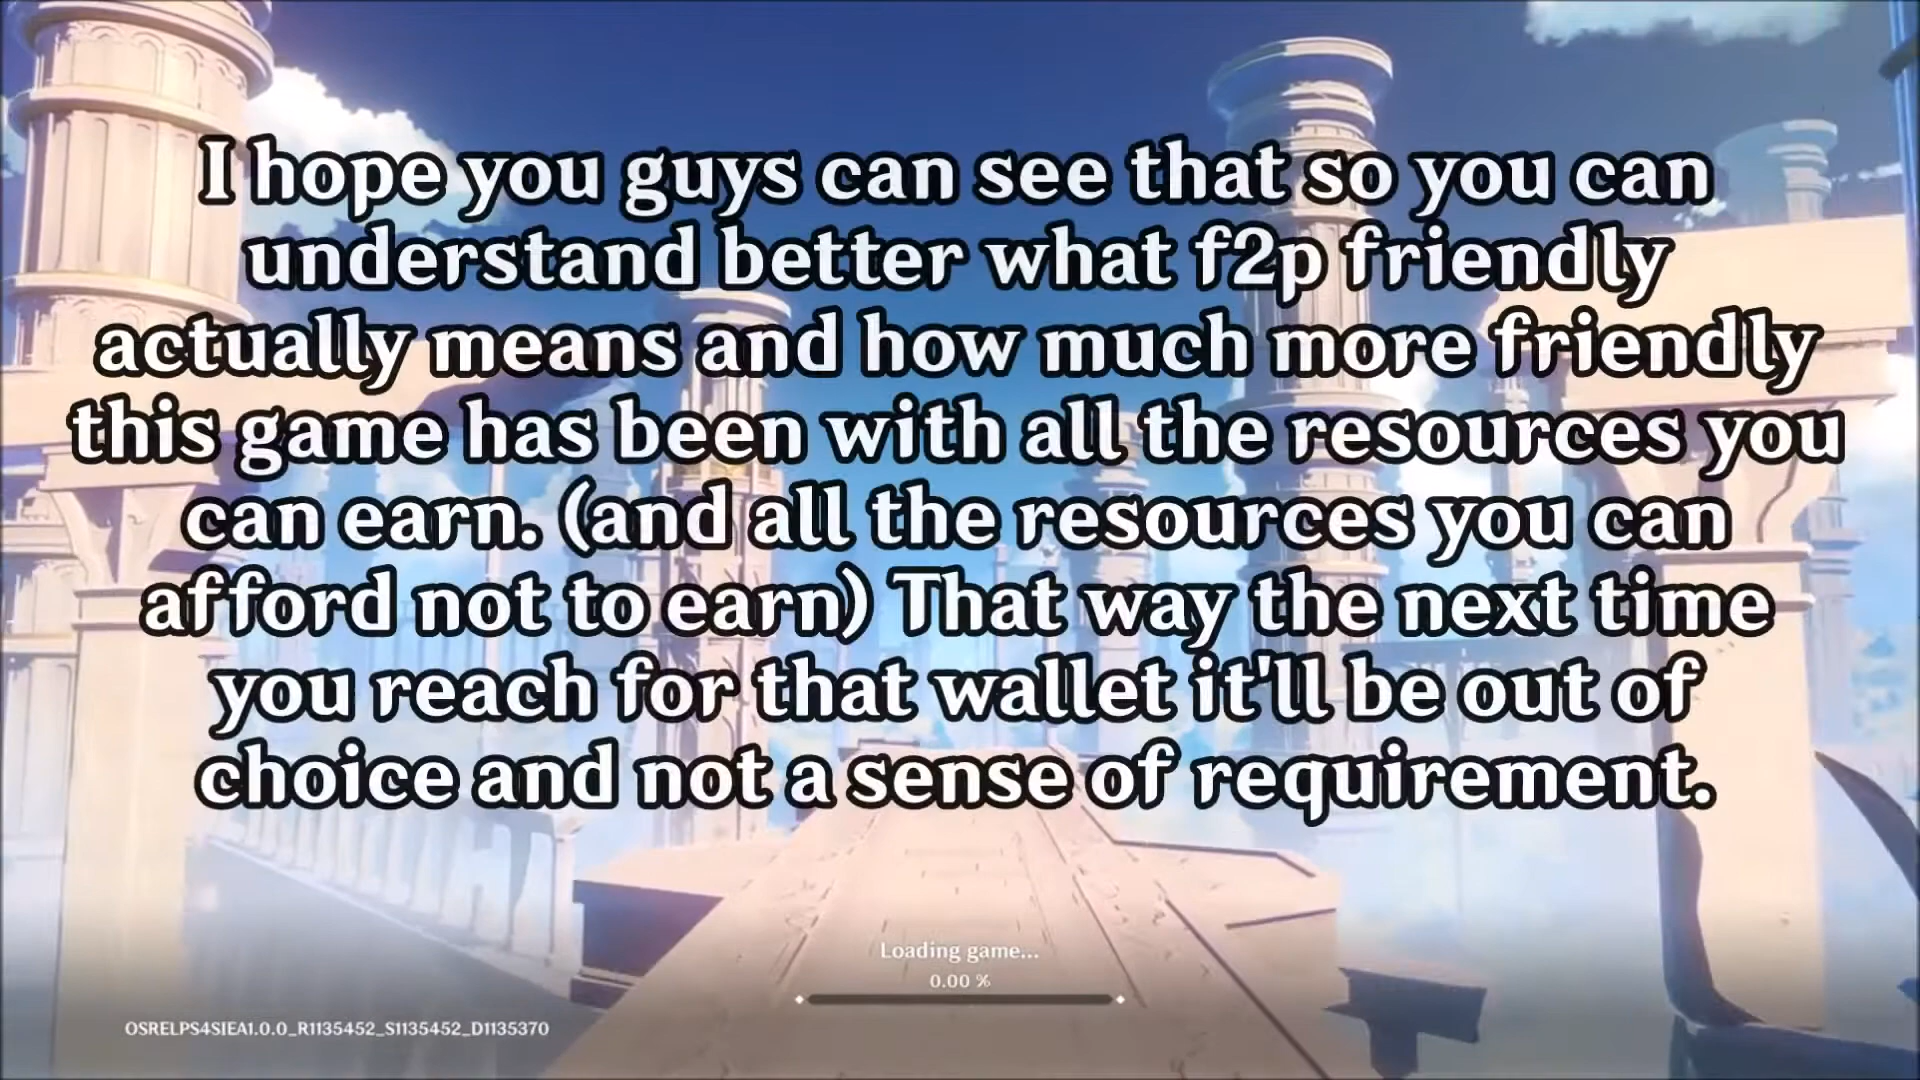 I hope you guys can see that so you can
understand better what f2p friendly
actually means and how much more friendly
this game has been with all the resources you
can earn. (and all the resources you can
afford not to earn) That way the next time
you reach for that wallet it'll be out of
choice and not a sense of requirement.
Loading game...
0.00 %
OSRELPS4SIEA1.0.0_R1135452_S1135452_D1135370